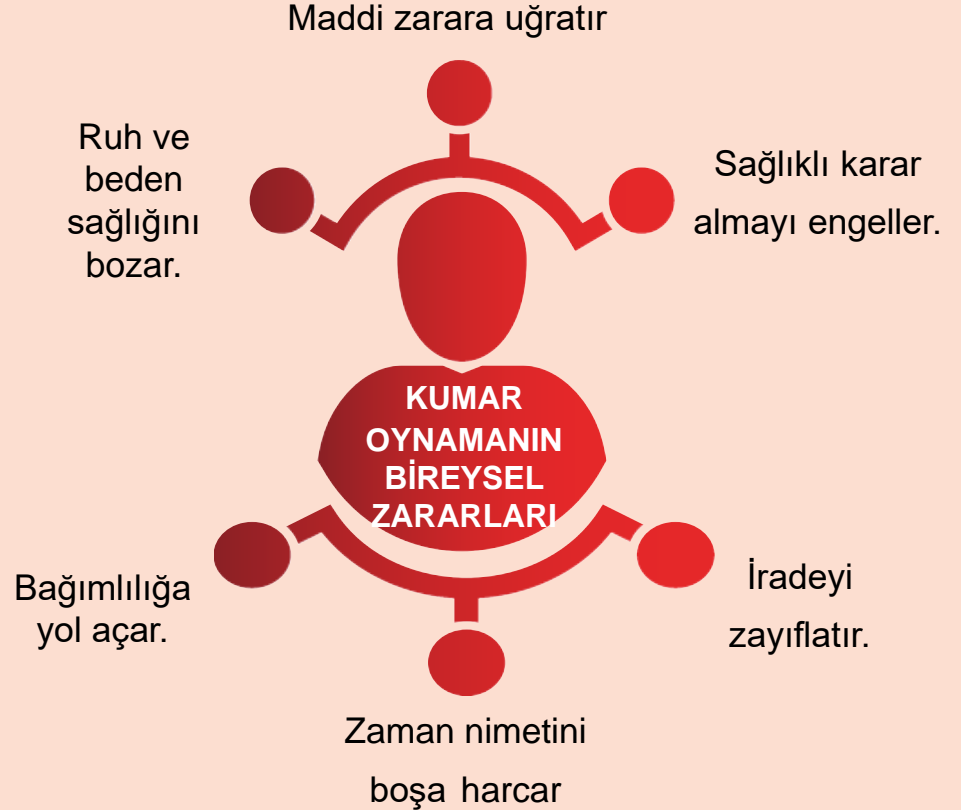 Maddi zarara uğratır
Ruh ve
beden
sağlığını
bozar.
Sağlıklı karar
almayı engeller.
KUMAR
OYNAMANIN
BİREYSEL
ZARARLARI
Bağımlılığa
yol açar.
İradeyi
zayıflatır.
Zaman nimetini
boşa harcar